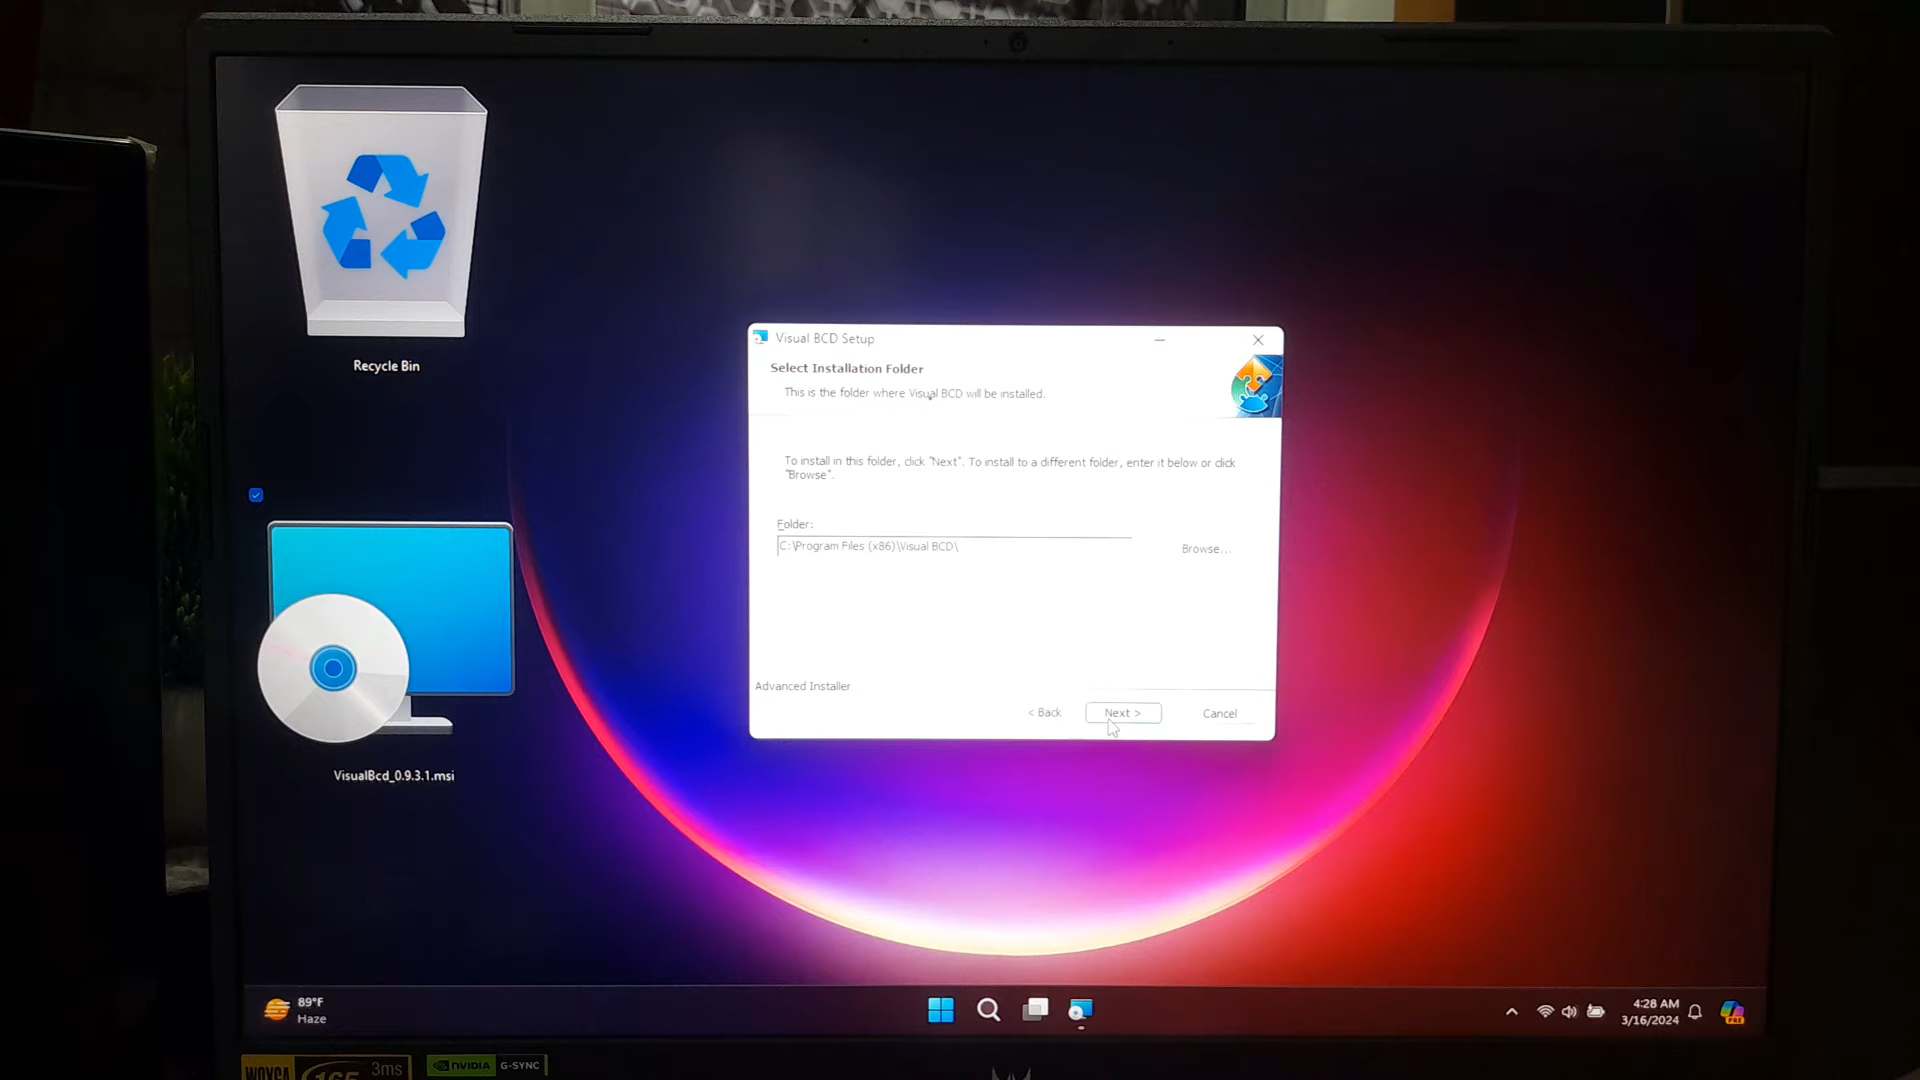 Recycle Bin
VisualBcd_0.9.3.1.msi
Visual BCD Setup
Select Installation Folder
This is the folder where Visual BCD will be installed.
To install in this folder, click "Next". To install to a different folder, enter it below or click
"Browse".
Folder:
C:\Program Files (x86)\Visual BCD\
Browse...
Advanced Installer
< Back
Next >
Cancel
89°F
Haze
4:28 AM
3/16/2024
PRE
165
3ms
NVIDIA
G-SYNC